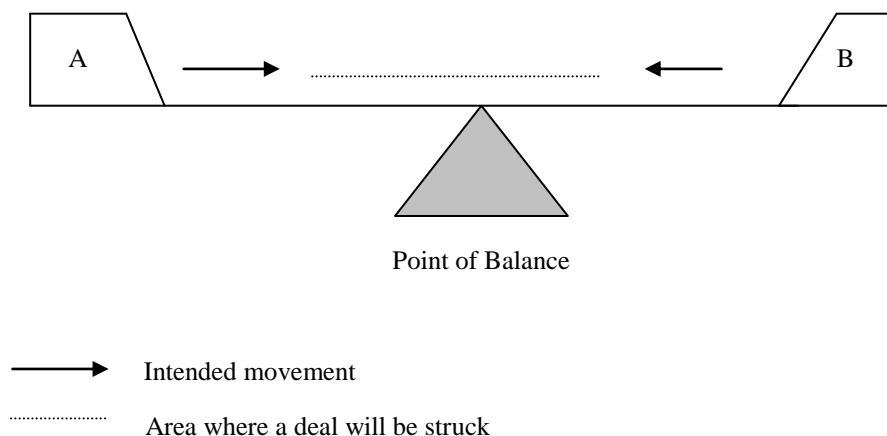 A
B
Point of Balance
Intended movement
Area where a deal will be struck